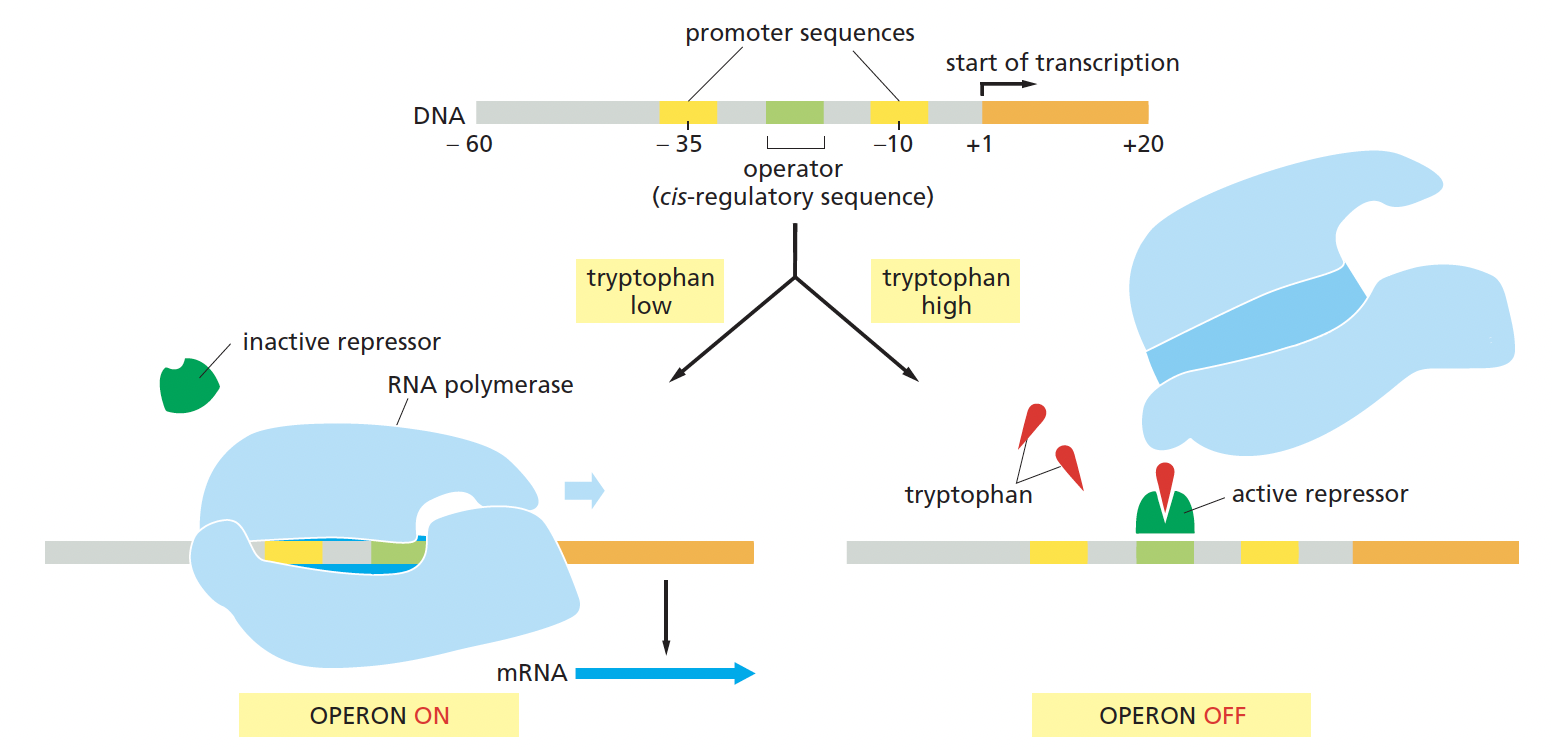 promoter sequences
start of transcription
DNA
– 60
– 35
–10
+1
+20
operator
(cis-regulatory sequence)
tryptophan
low
tryptophan
high
inactive repressor
RNA polymerase
tryptophan
active repressor
mRNA
OPERON ON
OPERON OFF